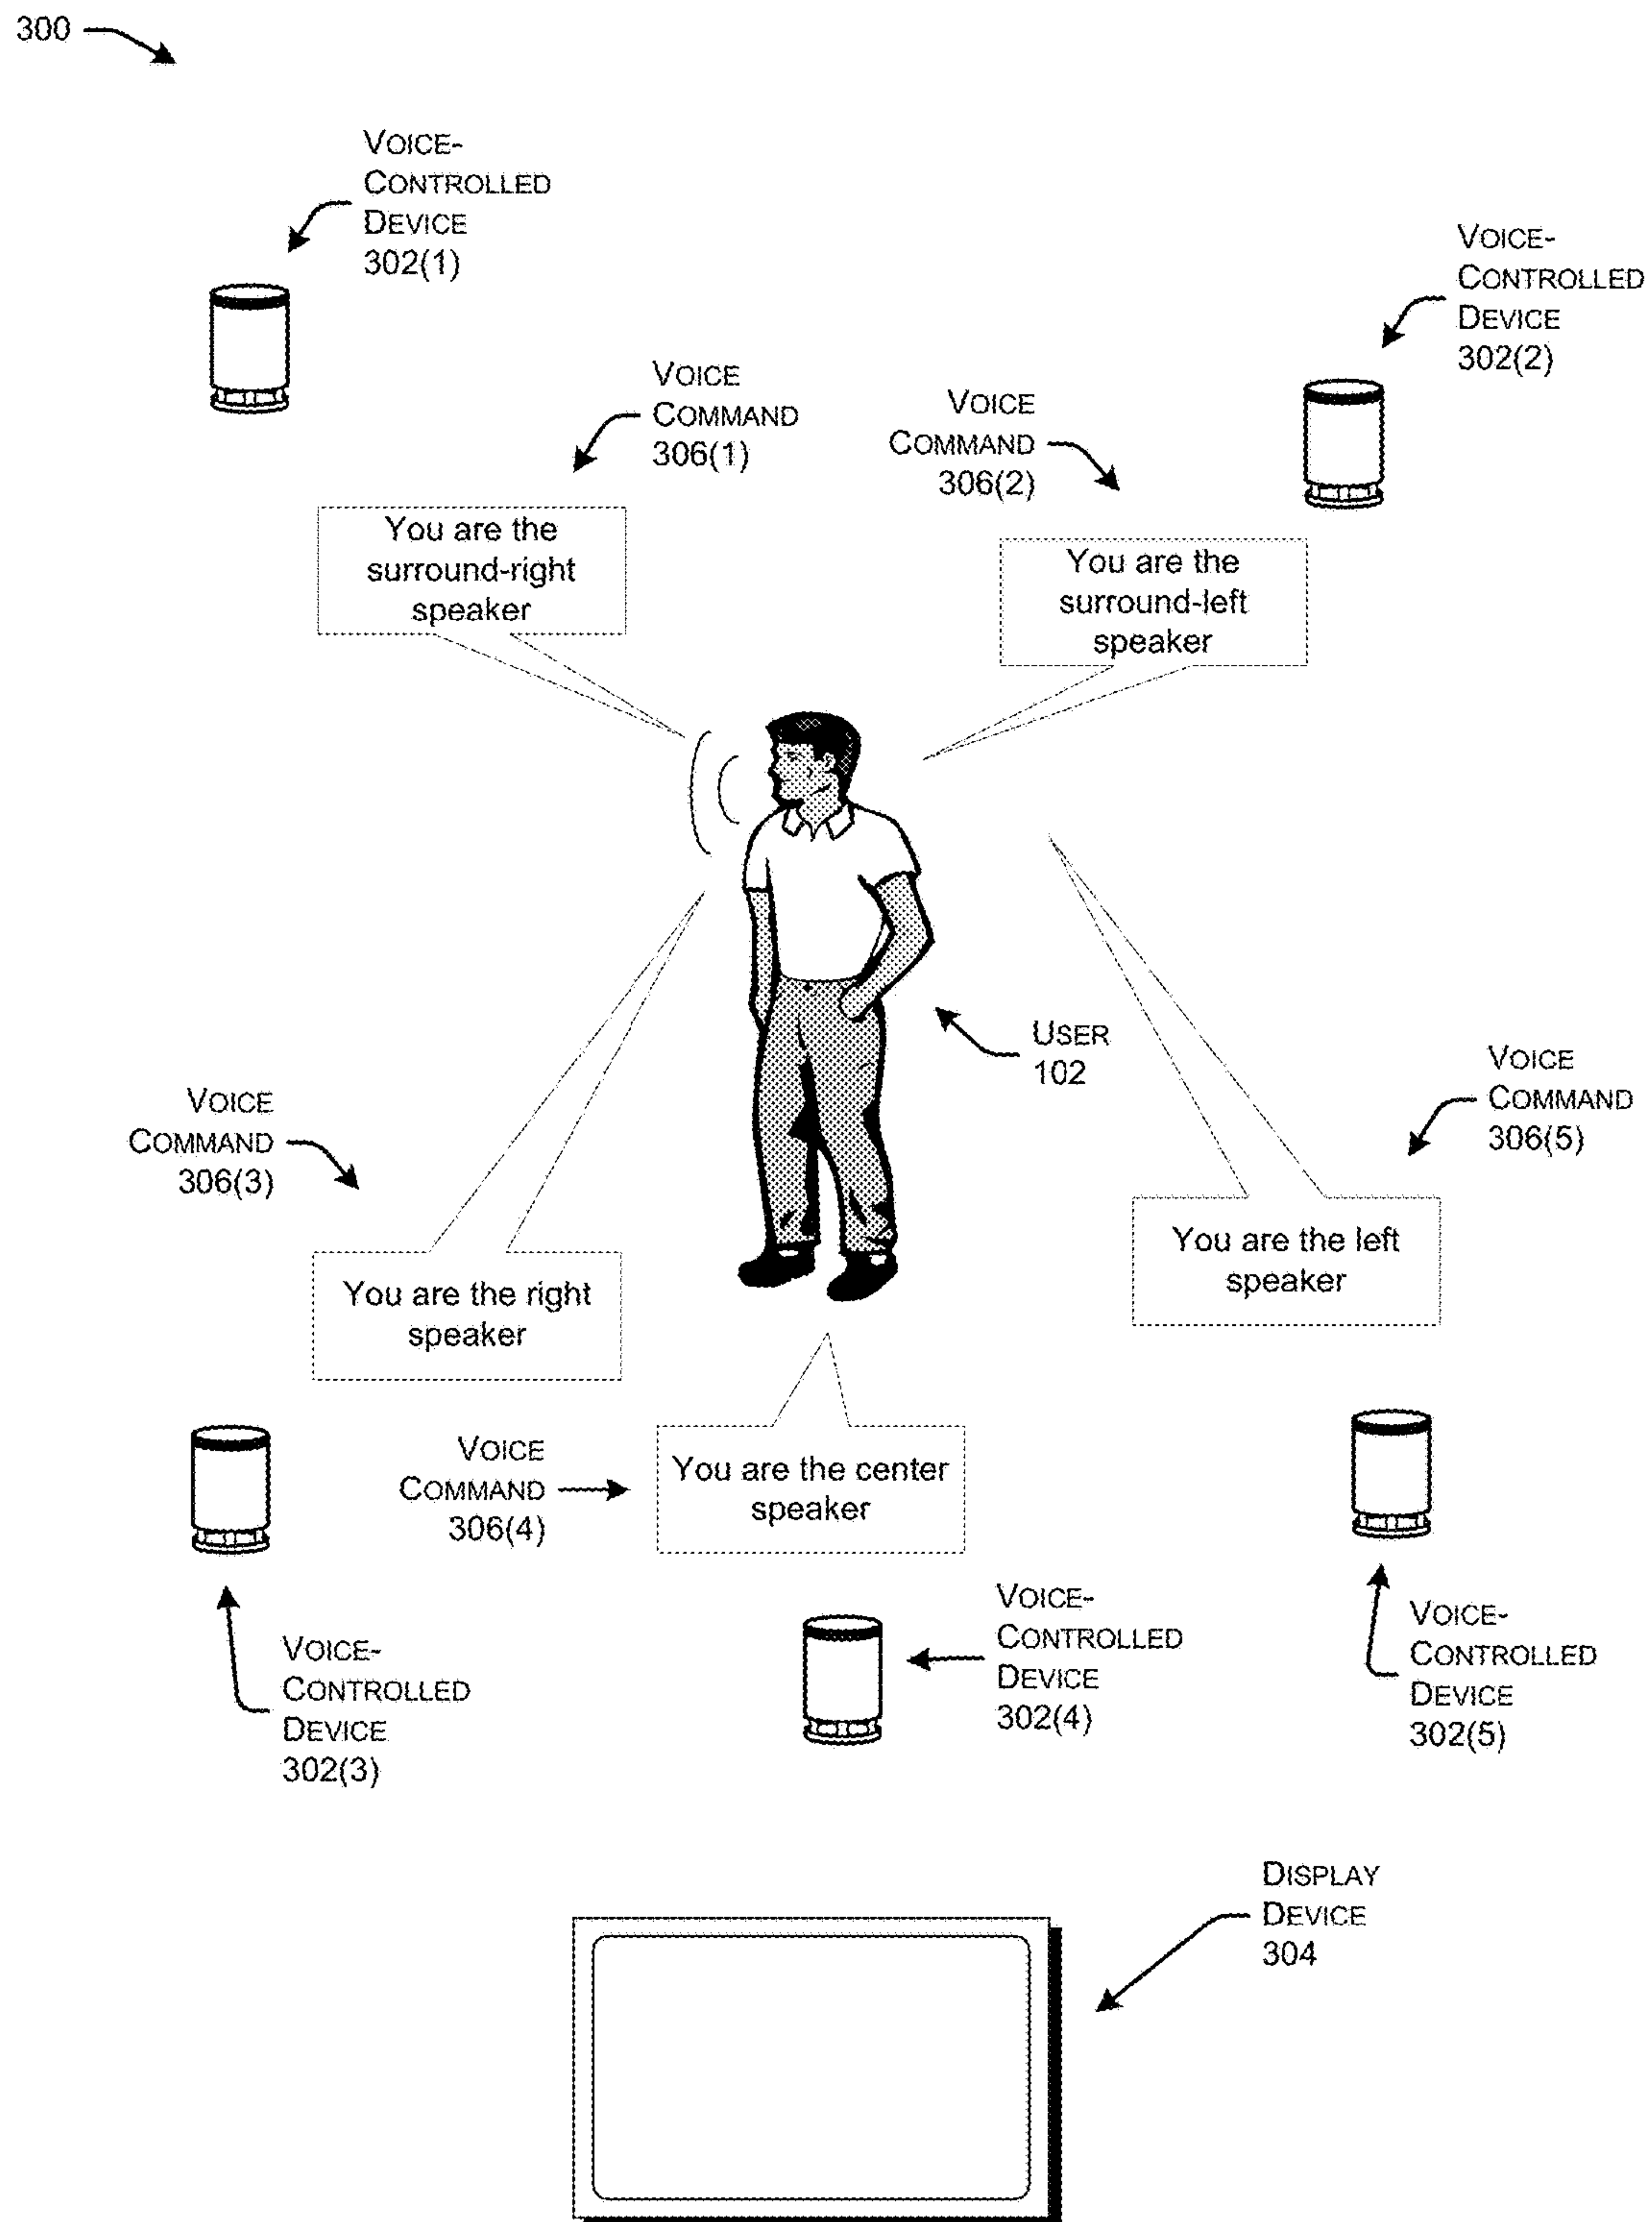 300
VOICE-
CONTROLLED
DEVICE
302(1)
VOICE-
CONTROLLED
DEVICE
302(2)
VOICE
COMMAND
306(1)
VOICE
COMMAND
306(2)
You are the
surround-right
speaker
You are the
surround-left
speaker
USER
102
VOICE
COMMAND
306(3)
VOICE
COMMAND
306(5)
You are the right
speaker
You are the left
speaker
VOICE
COMMAND
306(4)
You are the center
speaker
VOICE-
CONTROLLED
DEVICE
302(3)
VOICE-
CONTROLLED
DEVICE
302(4)
VOICE-
CONTROLLED
DEVICE
302(5)
DISPLAY
DEVICE
304